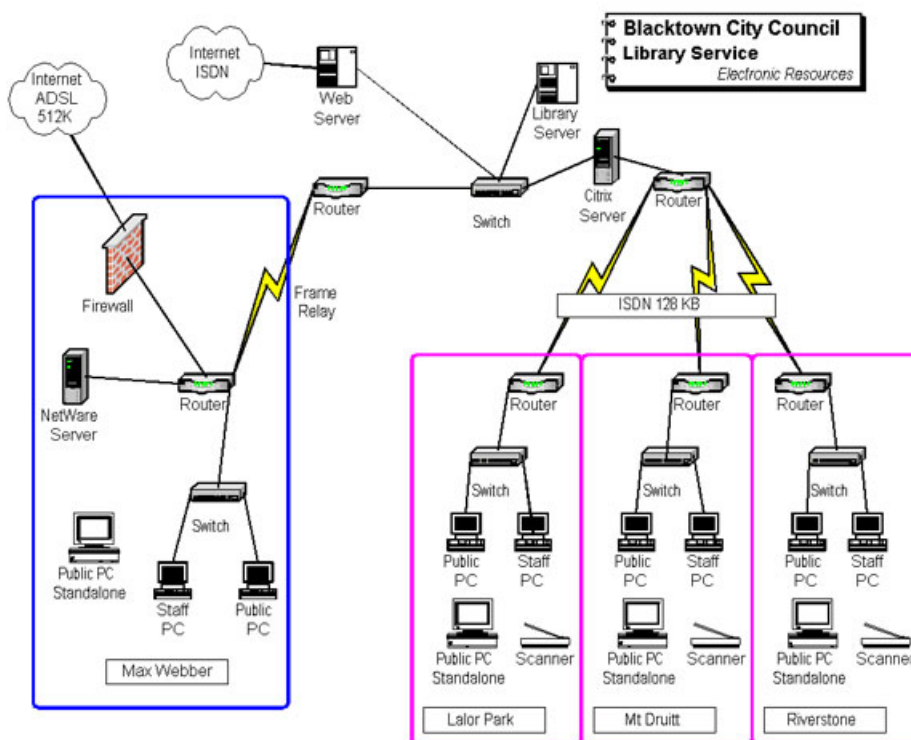 Blacktown City Council
Library Service
Electronic Resources
Internet
ISDN
Internet
ADSL
512K
Web
Server
Library
Server
Router
Switch
Citrix
Server
Router
Firewall
Frame
Relay
ISDN 128 KB
NetWare
Server
Router
Switch
Public PC
Standalone
Staff
PC
Public
PC
Max Webber
Router
Switch
Public
PC
Staff
PC
Public PC
Standalone
Scanner
Lalor Park
Router
Switch
Public
PC
Staff
PC
Public PC
Standalone
Scanner
Mt Druitt
Router
Switch
Public
PC
Staff
PC
Public PC
Standalone
Scanner
Riverstone